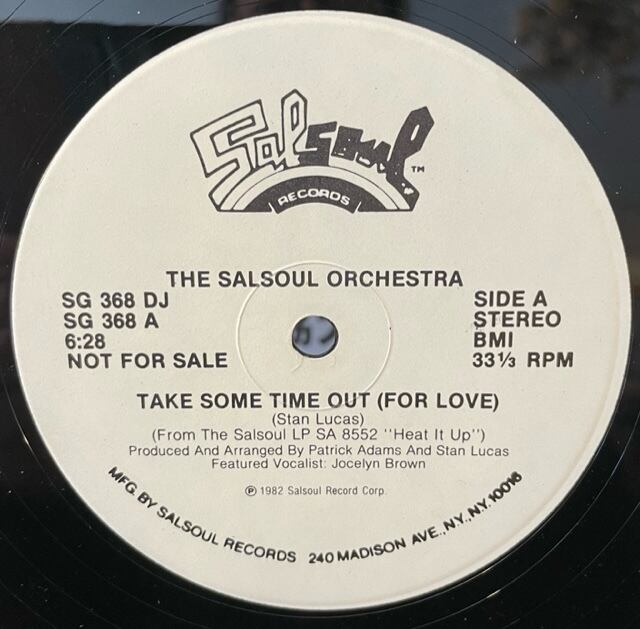 Salsoul™
RECORDS
THE SALSOUL ORCHESTRA
SG 368 DJ
SG 368 A
6:28
NOT FOR SALE
SIDE A
STEREO
BMI
33⅓ RPM
TAKE SOME TIME OUT (FOR LOVE)
(Stan Lucas)
(From The Salsoul LP SA 8552 "Heat It Up")
Produced And Arranged By Patrick Adams And Stan Lucas
Featured Vocalist: Jocelyn Brown
℗ 1982 Salsoul Record Corp.
MFG. BY SALSOUL RECORDS 240 MADISON AVE., NY., NY. 10016